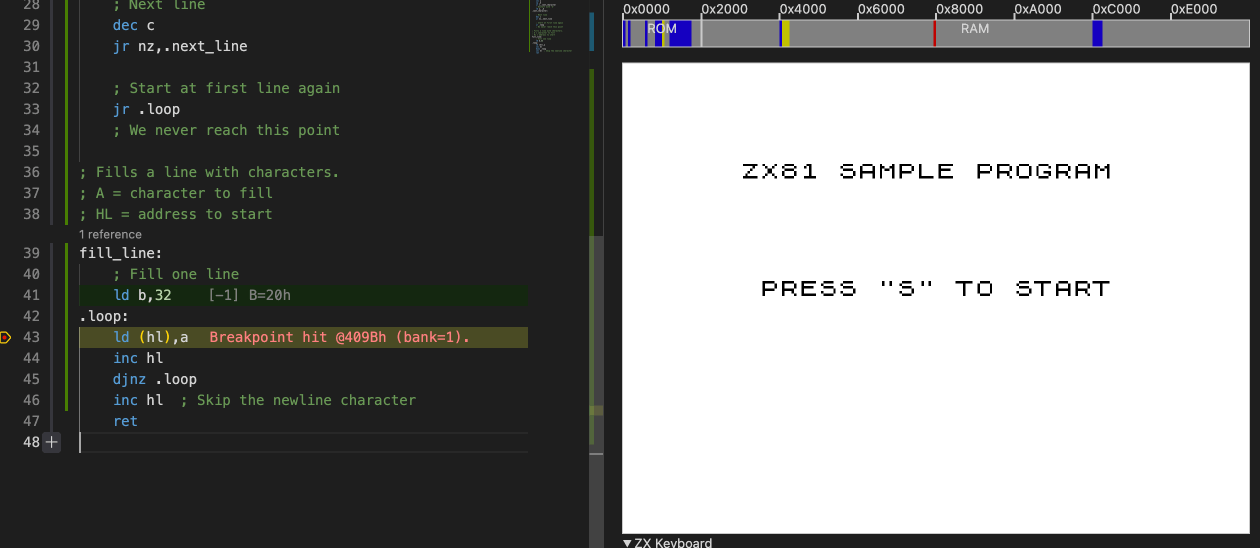 28 ; Next line
29 dec c
30 jr nz,.next_line
31
32 ; Start at first line again
33 jr .loop
34 ; We never reach this point
35
36 ; Fills a line with characters.
37 ; A = character to fill
38 ; HL = address to start
1 reference
39 fill_line:
40 ; Fill one line
41 ld b,32 [-1] B=20h
42 .loop:
43 ld (hl),a Breakpoint hit @409Bh (bank=1).
44 inc hl
45 djnz .loop
46 inc hl ; Skip the newline character
47 ret
48
0x0000 0x2000 0x4000 0x6000 0x8000 0xA000 0xC000 0xE000
ROM RAM
ZX81 SAMPLE PROGRAM
PRESS "S" TO START
▼ ZX Keyboard